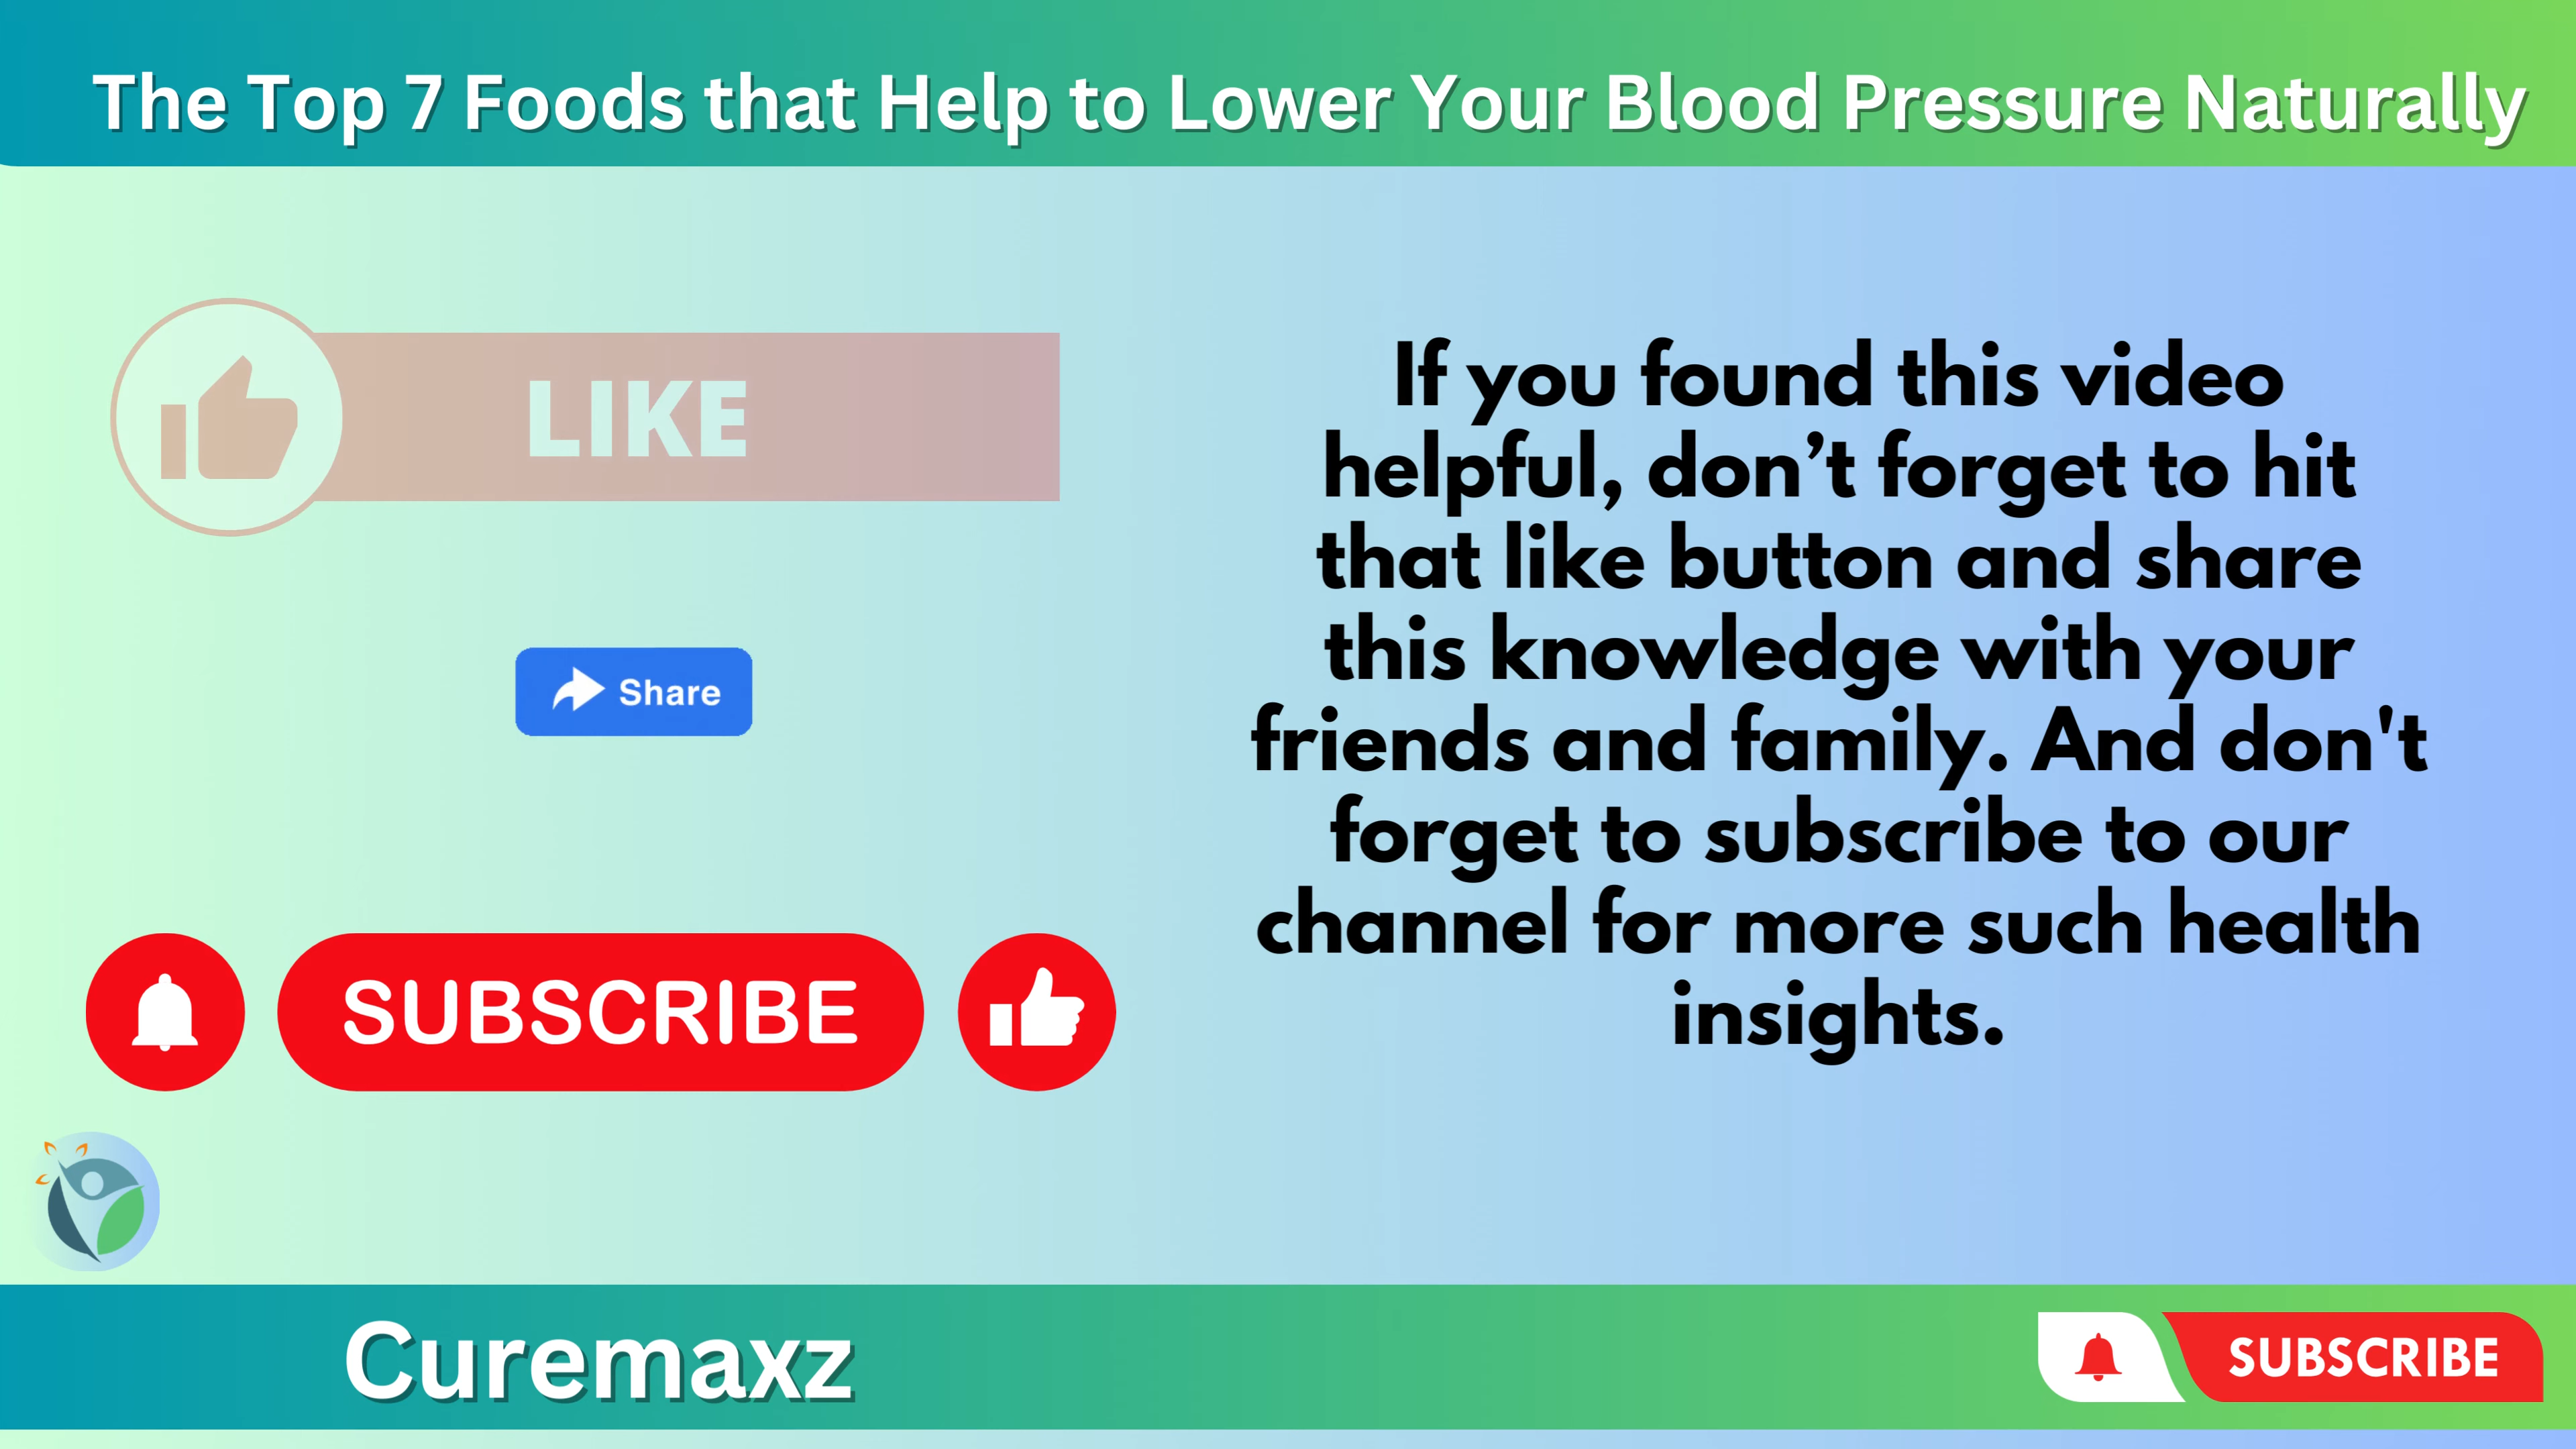 The Top 7 Foods that Help to Lower Your Blood Pressure Naturally
LIKE
Share
SUBSCRIBE
If you found this video
helpful, don’t forget to hit
that like button and share
this knowledge with your
friends and family. And don't
forget to subscribe to our
channel for more such health
insights.
Curemaxz
SUBSCRIBE